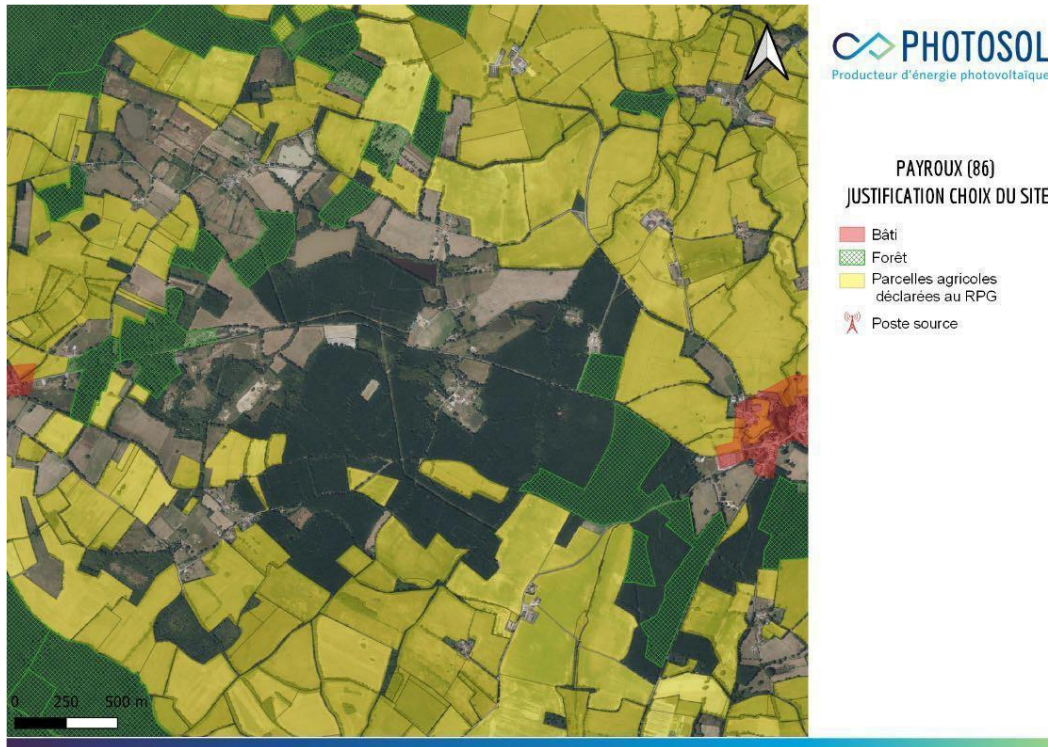 PHOTOSOL
Producteur d'énergie photovoltaïque
PAYROUX (86)
JUSTIFICATION CHOIX DU SITE
Bâti
Forêt
Parcelles agricoles
déclarées au RPG
Poste source
0 250 500 m